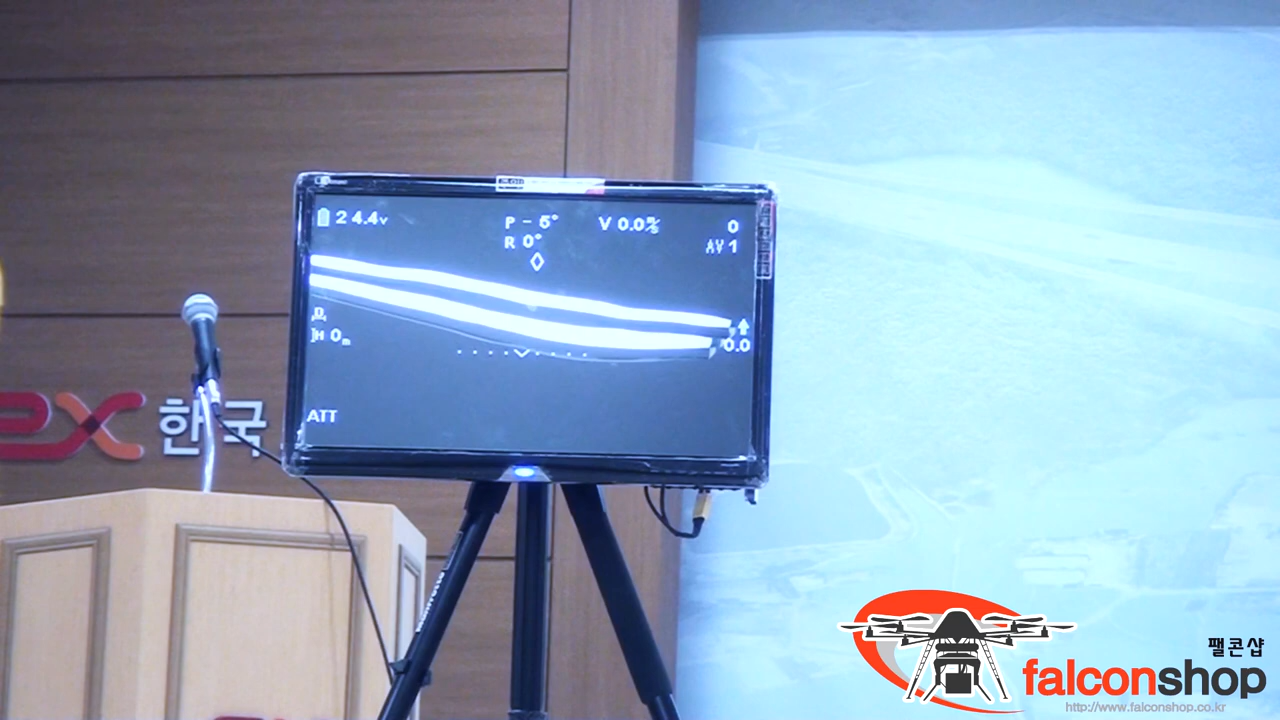 24.4v
P - 5°
V 0.0%
0
R 0°
AV 1
H 0m
0.0
ATT
ex 한국
팰콘샵
falconshop
http://www.falconshop.co.kr